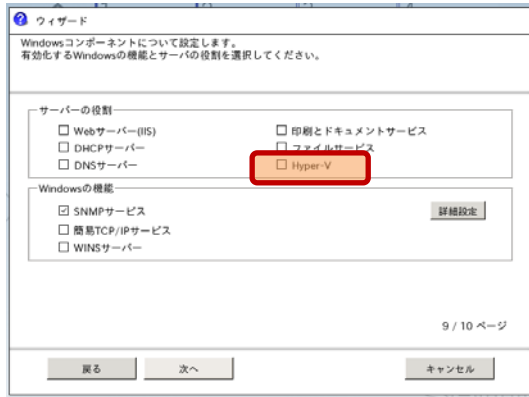 ウィザード
Windowsコンポーネントについて設定します。
有効化するWindowsの機能とサーバの役割を選択してください。
サーバーの役割
Webサーバー(IIS)
印刷とドキュメントサービス
DHCPサーバー
ファイルサービス
DNSサーバー
Hyper-V
Windowsの機能
SNMPサービス
詳細設定
簡易TCP/IPサービス
WINSサーバー
9 / 10 ページ
戻る
次へ
キャンセル